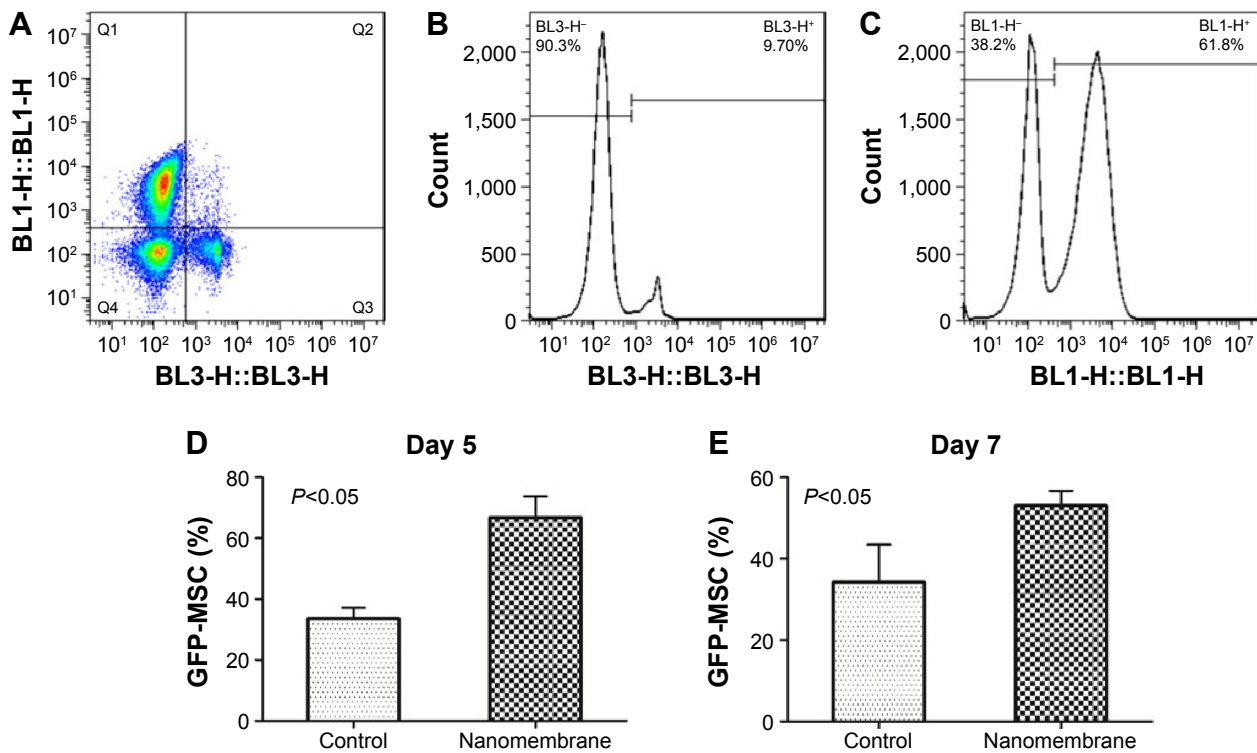 A
Q1
Q2
Q4
Q3
10⁷
10⁶
10⁵
10⁴
10³
10²
10¹
BL1-H::BL1-H
10¹ 10² 10³ 10⁴ 10⁵ 10⁶ 10⁷
BL3-H::BL3-H
B
BL3-H⁻
90.3%
BL3-H⁺
9.70%
2,000
1,500
1,000
500
0
Count
10¹ 10² 10³ 10⁴ 10⁵ 10⁶ 10⁷
BL3-H::BL3-H
C
BL1-H⁻
38.2%
BL1-H⁺
61.8%
2,000
1,500
1,000
500
0
Count
10¹ 10² 10³ 10⁴ 10⁵ 10⁶ 10⁷
BL1-H::BL1-H
D
Day 5
P<0.05
80
60
40
20
0
GFP-MSC (%)
Control Nanomembrane
E
Day 7
P<0.05
60
40
20
0
GFP-MSC (%)
Control Nanomembrane